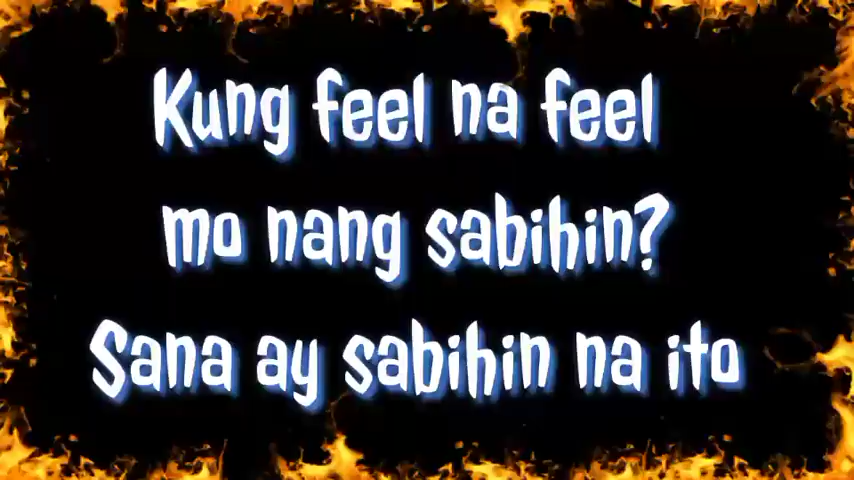 Kung feel na feel
mo nang sabihin?
Sana ay sabihin na ito